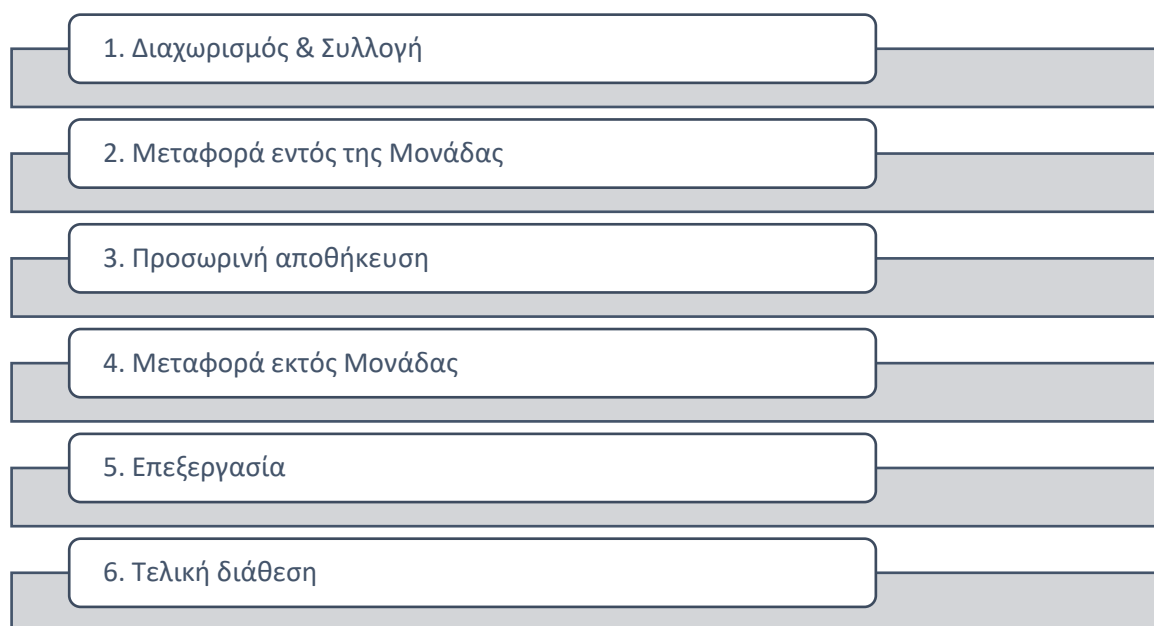 1. Διαχωρισμός & Συλλογή
2. Μεταφορά εντός της Μονάδας
3. Προσωρινή αποθήκευση
4. Μεταφορά εκτός Μονάδας
5. Επεξεργασία
6. Τελική διάθεση